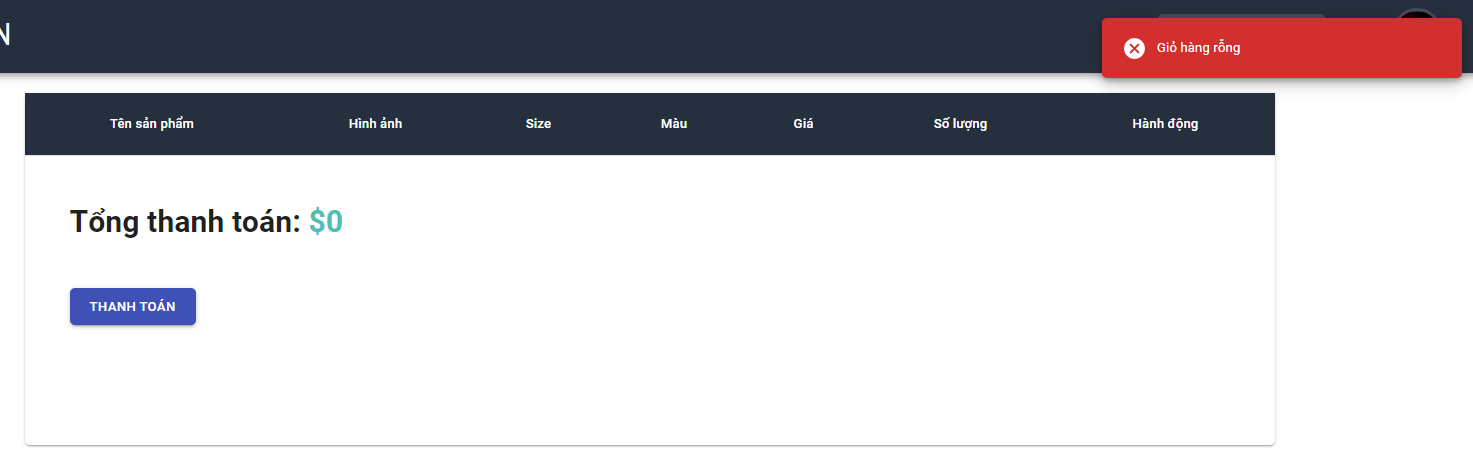 N
Giỏ hàng rỗng
Tên sản phẩm Hình ảnh Size Màu Giá Số lượng Hành động
Tổng thanh toán: $0
THANH TOÁN